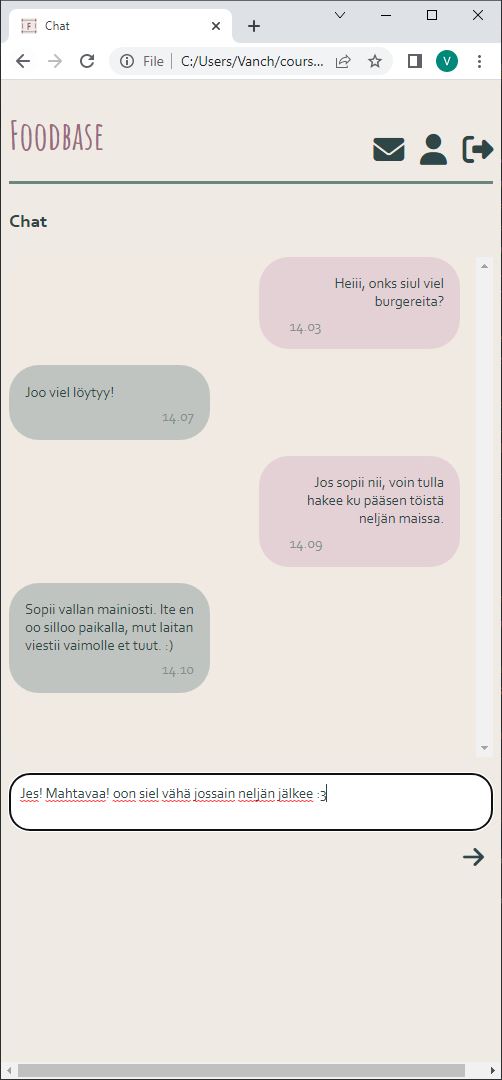 Chat
File
C:/Users/Vanch/cours...
V
Foodbase
Chat
Heiii, onks siul viel
burgereita?
14.03
Joo viel löytyy!
14.07
Jos sopii nii, voin tulla
hakee ku pääsen töistä
neljän maissa.
14.09
Sopii vallan mainiosti. Ite en
oo silloo paikalla, mut laitan
viestii vaimolle et tuut. :)
14.10
Jes! Mahtavaa! oon siel vähä jossain neljän jälkee :3